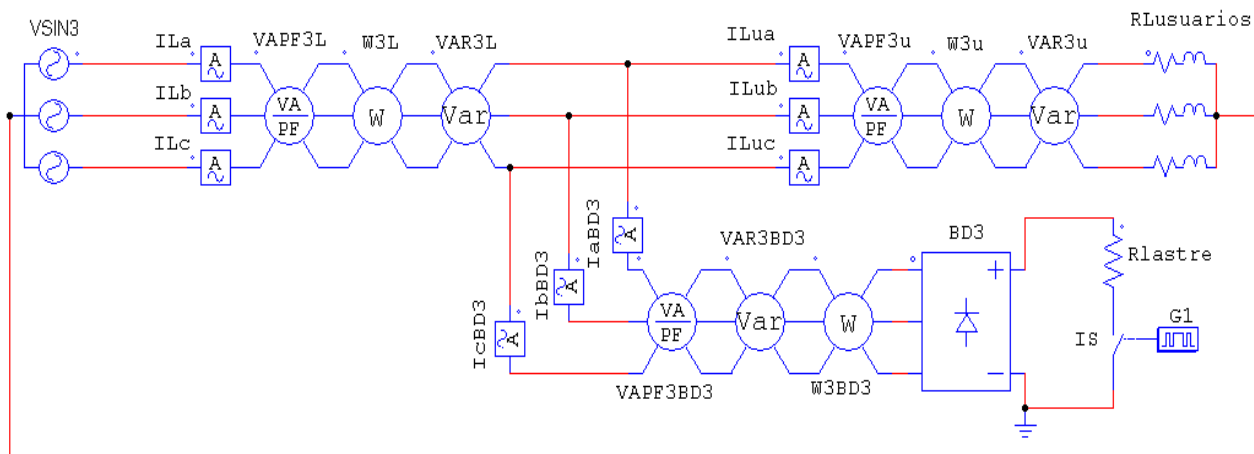 VSIN3
ILa
VAPF3L
W3L
VAR3L
ILua
VAPF3u
W3u
VAR3u
RLusuarios
A
A
ILb
A
VA
PF
W
Var
ILub
A
VA
PF
W
Var
ILc
A
ILuc
A
IaBD3
A
VAR3BD3
BD3
Rlastre
IbBD3
A
+
IcBD3
A
VA
PF
Var
W
G1
IS
−
VAPF3BD3
W3BD3